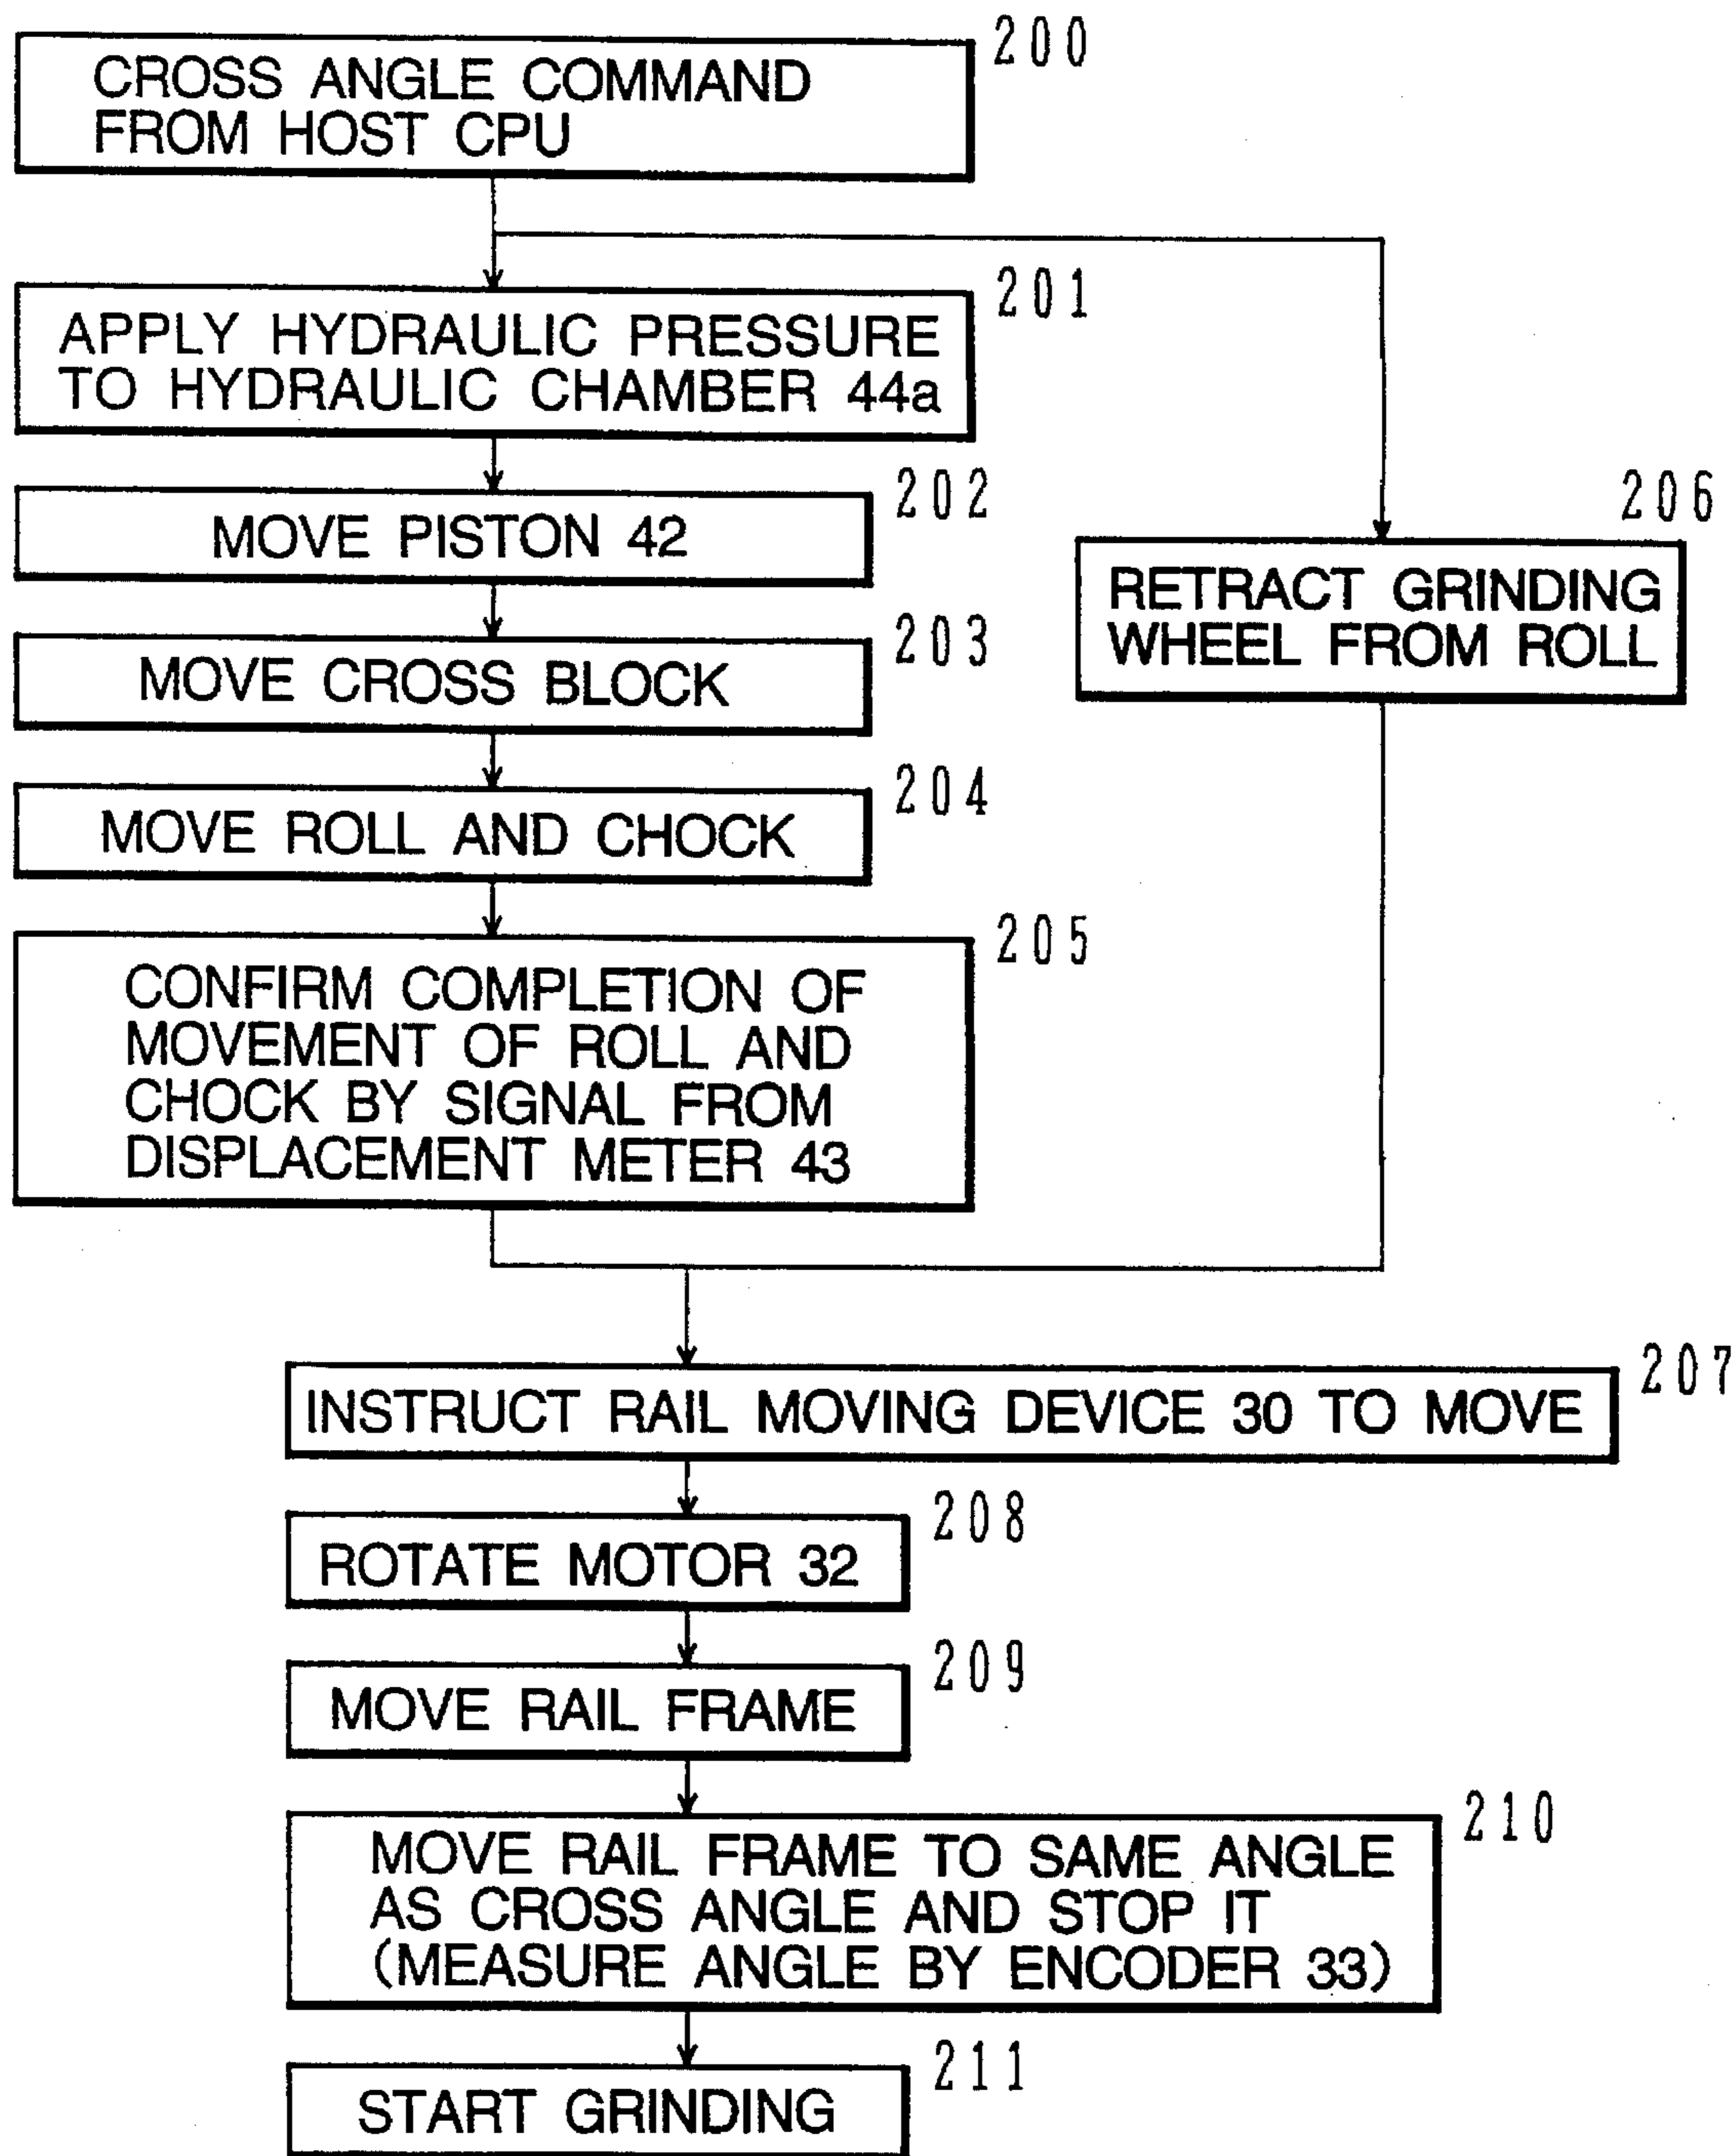 200
CROSS ANGLE COMMAND
FROM HOST CPU
201
APPLY HYDRAULIC PRESSURE
TO HYDRAULIC CHAMBER 44a
202
MOVE PISTON 42
206
RETRACT GRINDING
WHEEL FROM ROLL
203
MOVE CROSS BLOCK
204
MOVE ROLL AND CHOCK
205
CONFIRM COMPLETION OF
MOVEMENT OF ROLL AND
CHOCK BY SIGNAL FROM
DISPLACEMENT METER 43
207
INSTRUCT RAIL MOVING DEVICE 30 TO MOVE
208
ROTATE MOTOR 32
209
MOVE RAIL FRAME
210
MOVE RAIL FRAME TO SAME ANGLE
AS CROSS ANGLE AND STOP IT
(MEASURE ANGLE BY ENCODER 33)
211
START GRINDING